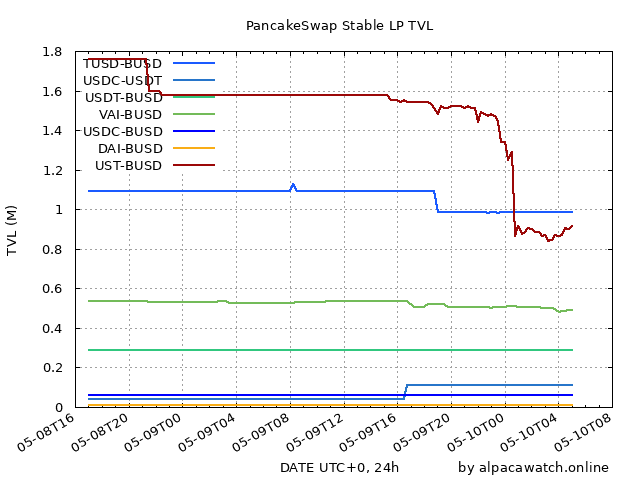 PancakeSwap Stable LP TVL
TVL (M)
1.8
1.6
1.4
1.2
1
0.8
0.6
0.4
0.2
0
TUSD-BUSD
USDC-USDT
USDT-BUSD
VAI-BUSD
USDC-BUSD
DAI-BUSD
UST-BUSD
05-08T16
05-08T20
05-09T00
05-09T04
05-09T08
05-09T12
05-09T16
05-09T20
05-10T00
05-10T04
05-10T08
DATE UTC+0, 24h
by alpacawatch.online